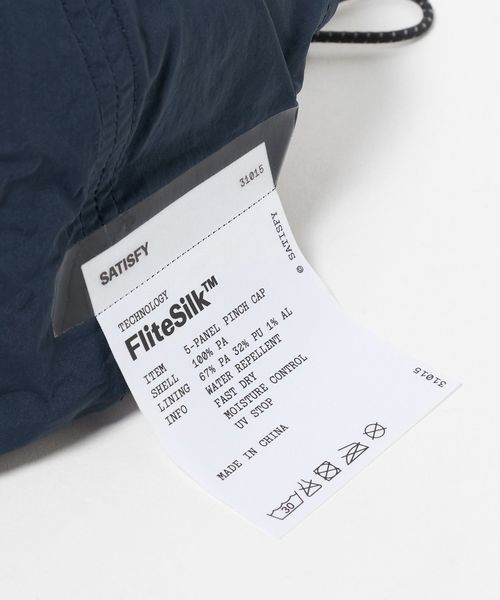 SATISFY 31015
TECHNOLOGY
FliteSilk™
ITEM 5-PANEL PINCH CAP
SHELL 100% PA
LINING 67% PA 32% PU 1% AL
INFO WATER REPELLENT
FAST DRY
MOISTURE CONTROL
UV STOP
MADE IN CHINA
30
© SATISFY
31015